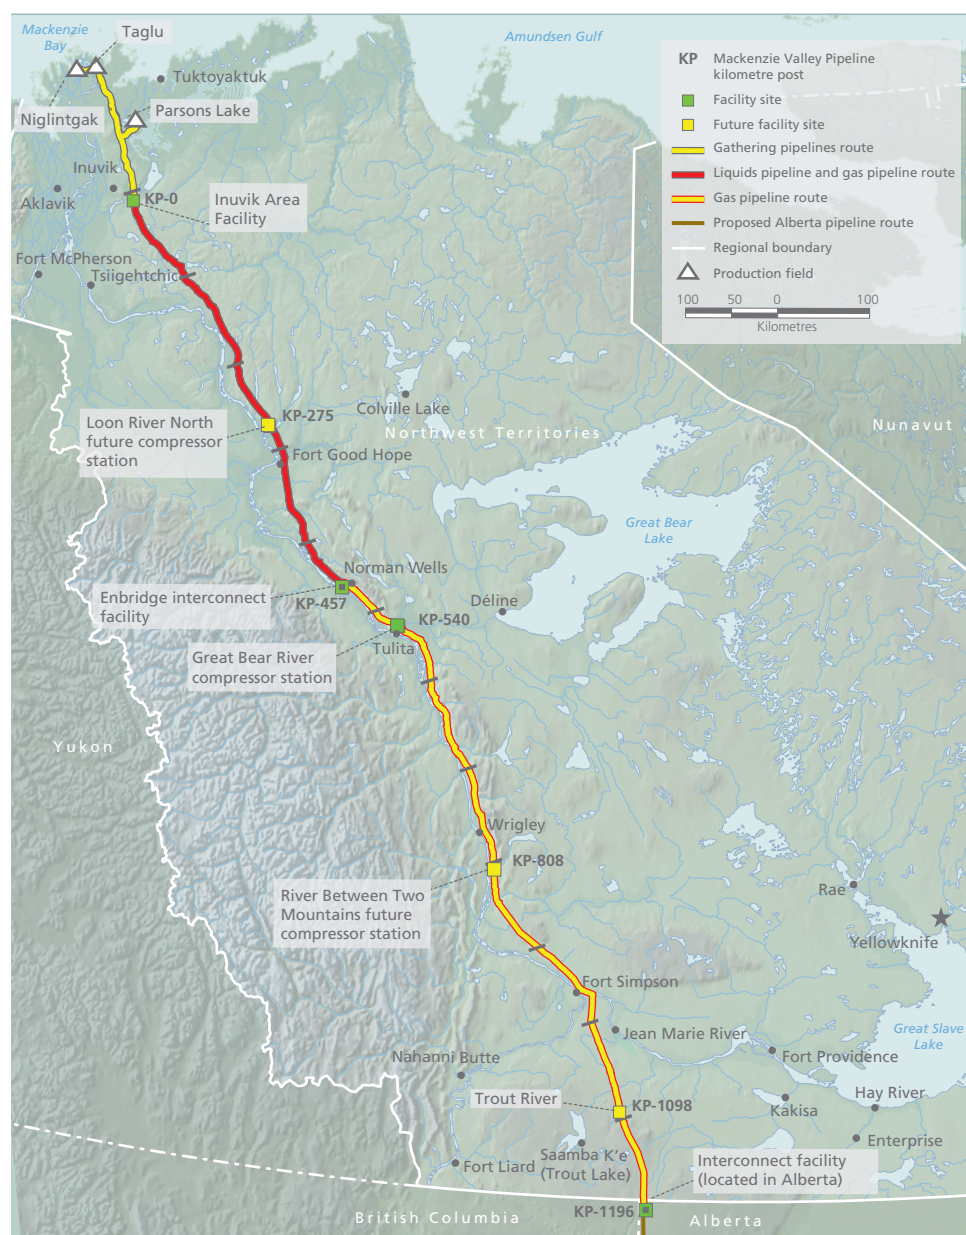 Mackenzie
Bay
Taglu
Amundsen Gulf
Tuktoyaktuk
Niglintgak
Parsons Lake
Inuvik
Aklavik
KP-0
Inuvik Area
Facility
Fort McPherson
Tsiigehtchic
KP Mackenzie Valley Pipeline
kilometre post
Facility site
Future facility site
Gathering pipelines route
Liquids pipeline and gas pipeline route
Gas pipeline route
Proposed Alberta pipeline route
Regional boundary
Production field
100 50 0 100
Kilometres
Colville Lake
KP-275
Loon River North
future compressor
station
Northwest Territories
Nunavut
Fort Good Hope
Great Bear
Lake
Norman Wells
Enbridge interconnect
facility
KP-457
Déline
KP-540
Tulita
Great Bear River
compressor station
Yukon
Wrigley
KP-808
River Between Two
Mountains future
compressor station
Rae
Yellowknife
Fort Simpson
Great Slave
Lake
Jean Marie River
Nahanni Butte
Fort Providence
Trout River
KP-1098
Hay River
Kakisa
Enterprise
Saamba K'e
(Trout Lake)
Fort Liard
Interconnect facility
(located in Alberta)
KP-1196
British Columbia
Alberta